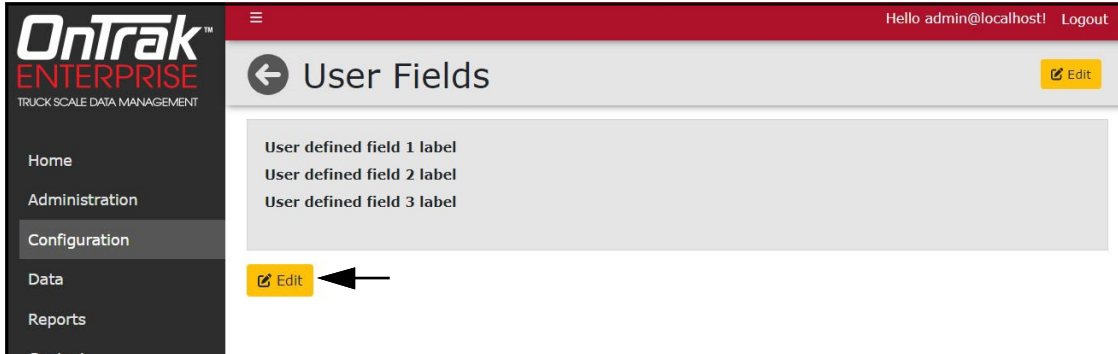 OnTrak™
ENTERPRISE
TRUCK SCALE DATA MANAGEMENT
Hello admin@localhost! Logout
User Fields
Edit
Home
Administration
Configuration
Data
Reports
User defined field 1 label
User defined field 2 label
User defined field 3 label
Edit